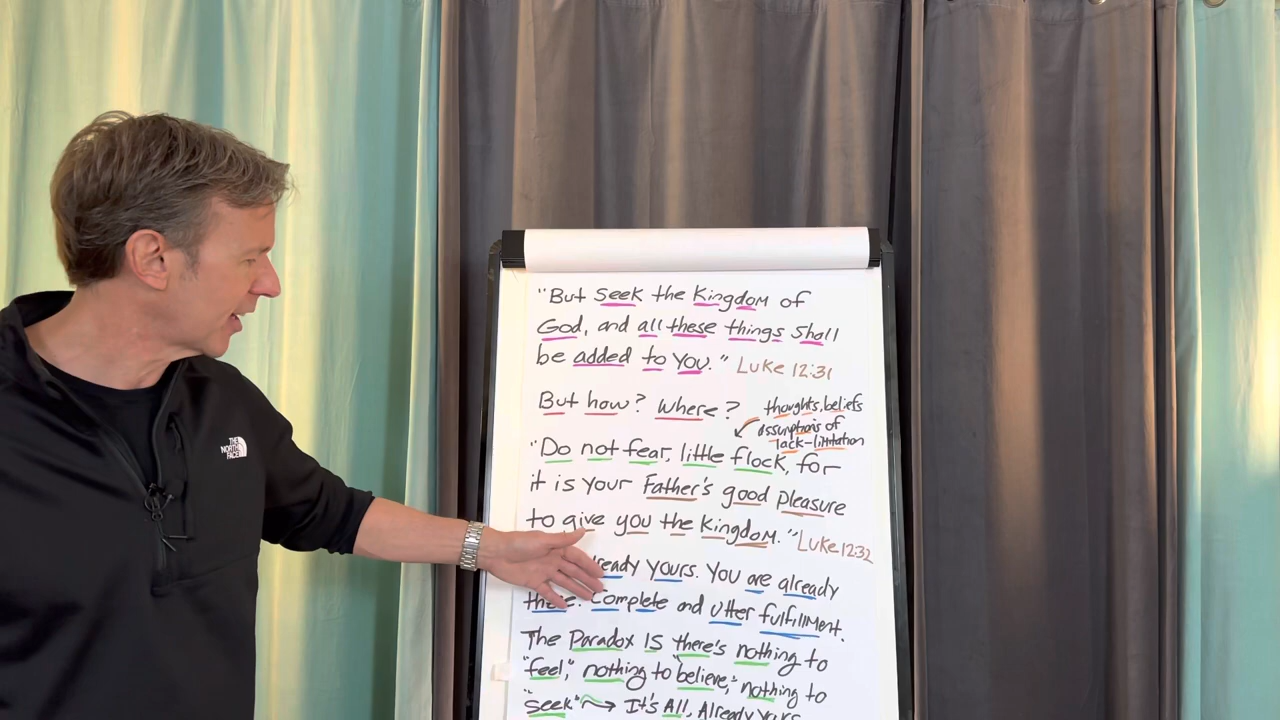 THE
NORTH
FACE
"But Seek the Kingdom of
God, and all these things Shall
be added to you." Luke 12:31
But how? Where?
thoughts, beliefs
assumptions of
lack-limitation
"Do not fear, little flock, for
it is your Father's good pleasure
to give you the Kingdom." Luke 12:32
yours. You are already
Complete and utter fulfillment.
The Paradox IS there's nothing to
"feel," nothing to "believe," nothing to
"seek" → It's All, Already Yours